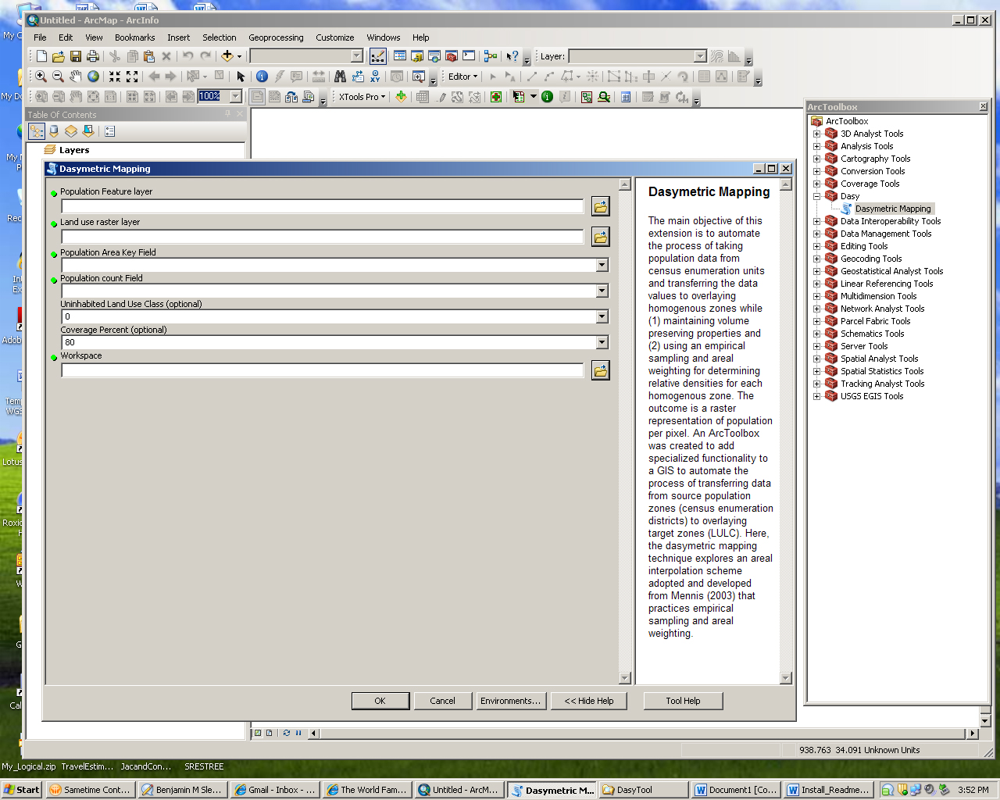 Untitled - ArcMap - ArcInfo
File Edit View Bookmarks Insert Selection Geoprocessing Customize Windows Help
Layer:
Editor
100%
XTools Pro
Table Of Contents
Layers
Dasymetric Mapping
Population Feature layer
Land use raster layer
Population Area Key Field
Population count Field
Uninhabited Land Use Class (optional)
0
Coverage Percent (optional)
80
Workspace
Dasymetric Mapping
The main objective of this
extension is to automate
the process of taking
population data from
census enumeration units
and transferring the data
values to overlaying
homogenous zones while
(1) maintaining volume
preserving properties and
(2) using an empirical
sampling and areal
weighting for determining
relative densities for each
homogenous zone. The
outcome is a raster
representation of population
per pixel. An ArcToolbox
was created to add
specialized functionality to
a GIS to automate the
process of transferring data
from source population
zones (census enumeration
districts) to overlaying
target zones (LULC). Here,
the dasymetric mapping
technique explores an areal
interpolation scheme
adopted and developed
from Mennis (2003) that
practices empirical
sampling and areal
weighting.
OK Cancel Environments... << Hide Help Tool Help
ArcToolbox
ArcToolbox
3D Analyst Tools
Analysis Tools
Cartography Tools
Conversion Tools
Coverage Tools
Dasy
Dasymetric Mapping
Data Interoperability Tools
Data Management Tools
Editing Tools
Geocoding Tools
Geostatistical Analyst Tools
Linear Referencing Tools
Multidimension Tools
Network Analyst Tools
Parcel Fabric Tools
Schematics Tools
Server Tools
Spatial Analyst Tools
Spatial Statistics Tools
Tracking Analyst Tools
USGS EGIS Tools
938.763 34.091 Unknown Units
My_Logical.zip TravelEstim... JacandCon... SRESTREE
Start Sametime Cont... Benjamin M Sle... Gmail - Inbox - ... The World Fam... Untitled - ArcM... Dasymetric M... DasyTool Document1 [Co... Install_Readme... 3:52 PM